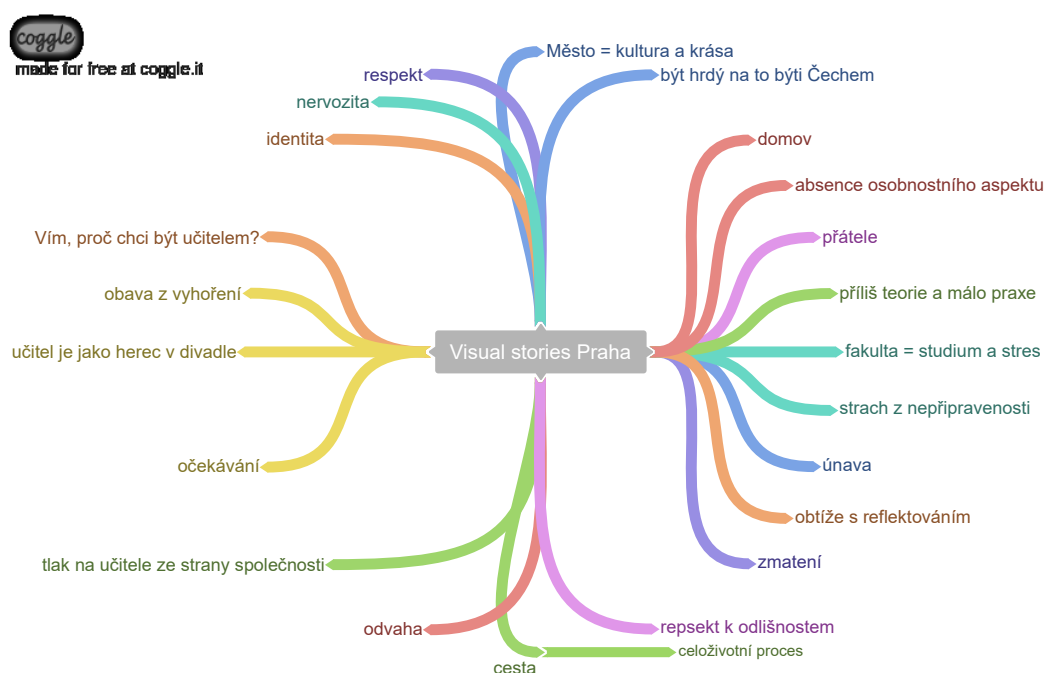 coggle
made for free at coggle.it
Město = kultura a krása
respekt
být hrdý na to býti Čechem
nervozita
identita
domov
absence osobnostního aspektu
Vím, proč chci být učitelem?
přátele
obava z vyhoření
příliš teorie a málo praxe
učitel je jako herec v divadle
Visual stories Praha
fakulta = studium a stres
strach z nepřipravenosti
očekávání
únava
obtíže s reflektováním
tlak na učitele ze strany společnosti
zmatení
odvaha
repsekt k odlišnostem
celoživotní proces
cesta